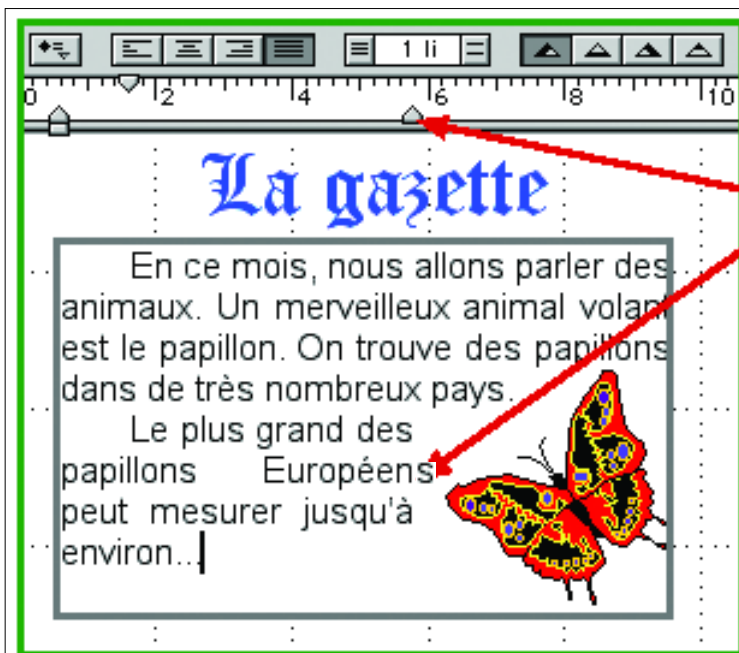 1 li
0 2 4 6 8 10
La gazette
En ce mois, nous allons parler des
animaux. Un merveilleux animal volant
est le papillon. On trouve des papillons
dans de très nombreux pays.
Le plus grand des
papillons Européens
peut mesurer jusqu'à
environ...